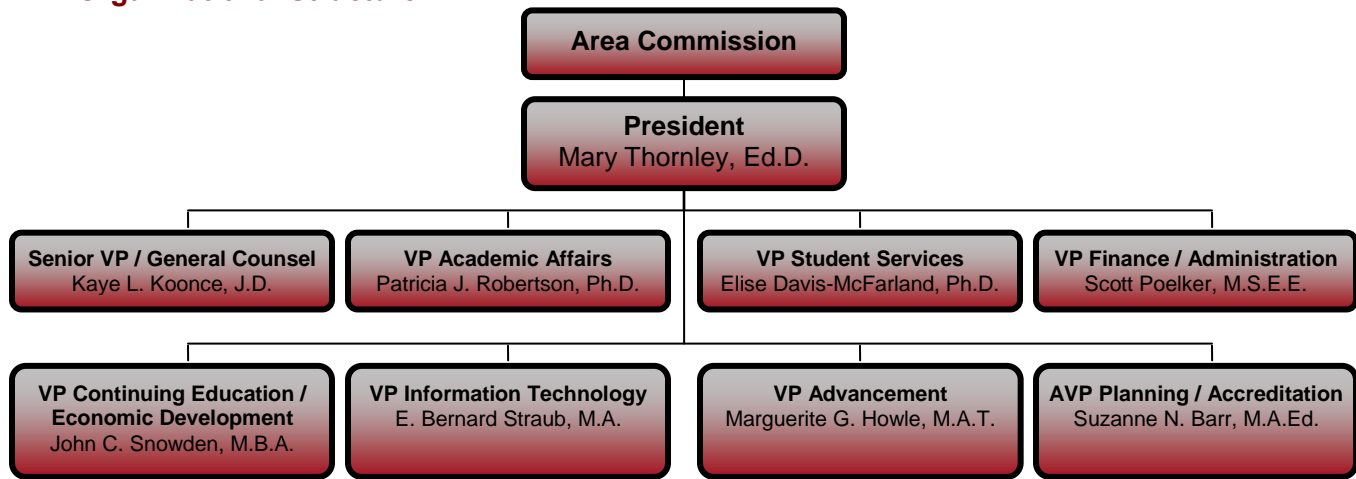 Area Commission
President
Mary Thornley, Ed.D.
Senior VP / General Counsel
Kaye L. Koonce, J.D.
VP Academic Affairs
Patricia J. Robertson, Ph.D.
VP Student Services
Elise Davis-McFarland, Ph.D.
VP Finance / Administration
Scott Poelker, M.S.E.E.
VP Continuing Education /
Economic Development
John C. Snowden, M.B.A.
VP Information Technology
E. Bernard Straub, M.A.
VP Advancement
Marguerite G. Howle, M.A.T.
AVP Planning / Accreditation
Suzanne N. Barr, M.A.Ed.